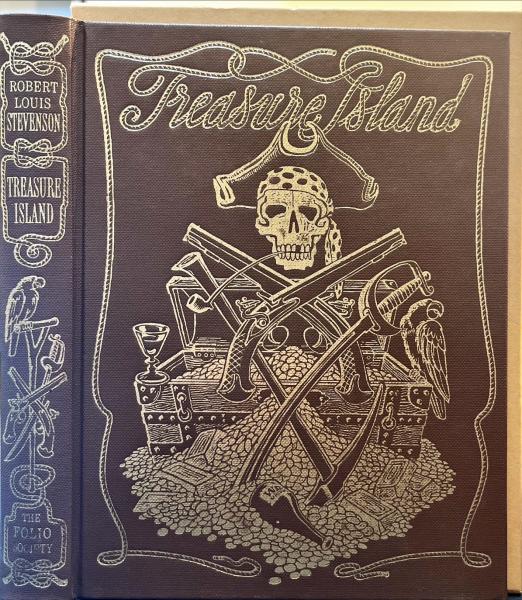 ROBERT
LOUIS
STEVENSON
TREASURE
ISLAND
THE
FOLIO
SOCIETY
Treasure Island